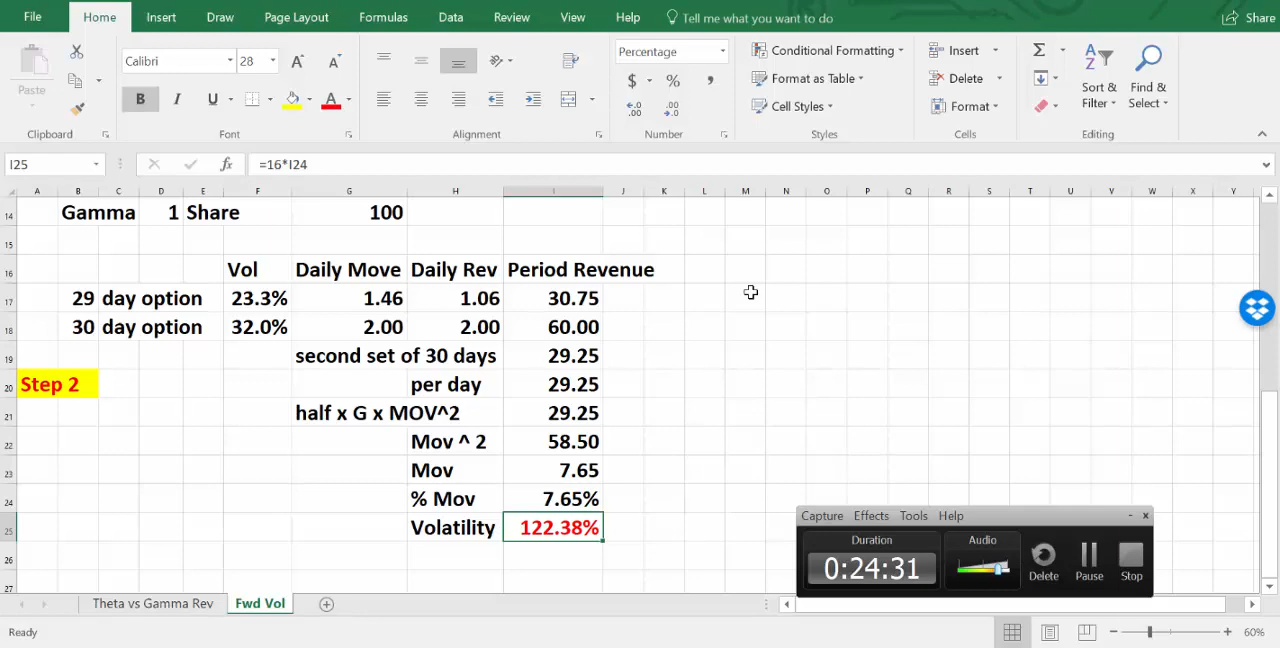 File Home Insert Draw Page Layout Formulas Data Review View Help Tell me what you want to do Share
Paste
Clipboard
Calibri 28
B I U
Font
Alignment
Percentage
$ % ,
Number
Conditional Formatting
Format as Table
Cell Styles
Styles
Insert
Delete
Format
Cells
Sort & Filter
Find & Select
Editing
I25 fx =16*I24
A B C D E F G H I J K L M N O P Q R S T U V W X Y
14 Gamma 1 Share 100
15
16 Vol Daily Move Daily Rev Period Revenue
17 29 day option 23.3% 1.46 1.06 30.75
18 30 day option 32.0% 2.00 2.00 60.00
19 second set of 30 days 29.25
20 Step 2 per day 29.25
21 half x G x MOV^2 29.25
22 Mov ^ 2 58.50
23 Mov 7.65
24 % Mov 7.65%
25 Volatility 122.38%
26
27
Capture Effects Tools Help - x
Duration
0:24:31
Audio
Delete
Pause
Stop
Theta vs Gamma Rev Fwd Vol
Ready
60%